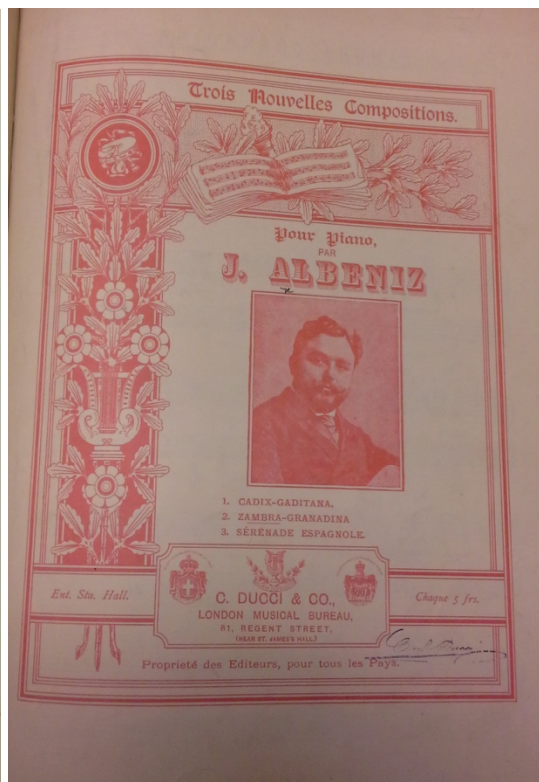 Trois Nouvelles Compositions.
Pour Piano,
PAR
J. ALBENIZ
1. CADIX-GADITANA,
2. ZAMBRA-GRANADINA
3. SÉRÉNADE ESPAGNOLE.
Ent. Sta. Hall.
C. DUCCI & CO.,
LONDON MUSICAL BUREAU,
61, REGENT STREET,
(NEAR ST. JAMES'S HALL.)
Chaque 5 frs.
Proprieté des Editeurs, pour tous les Pays.